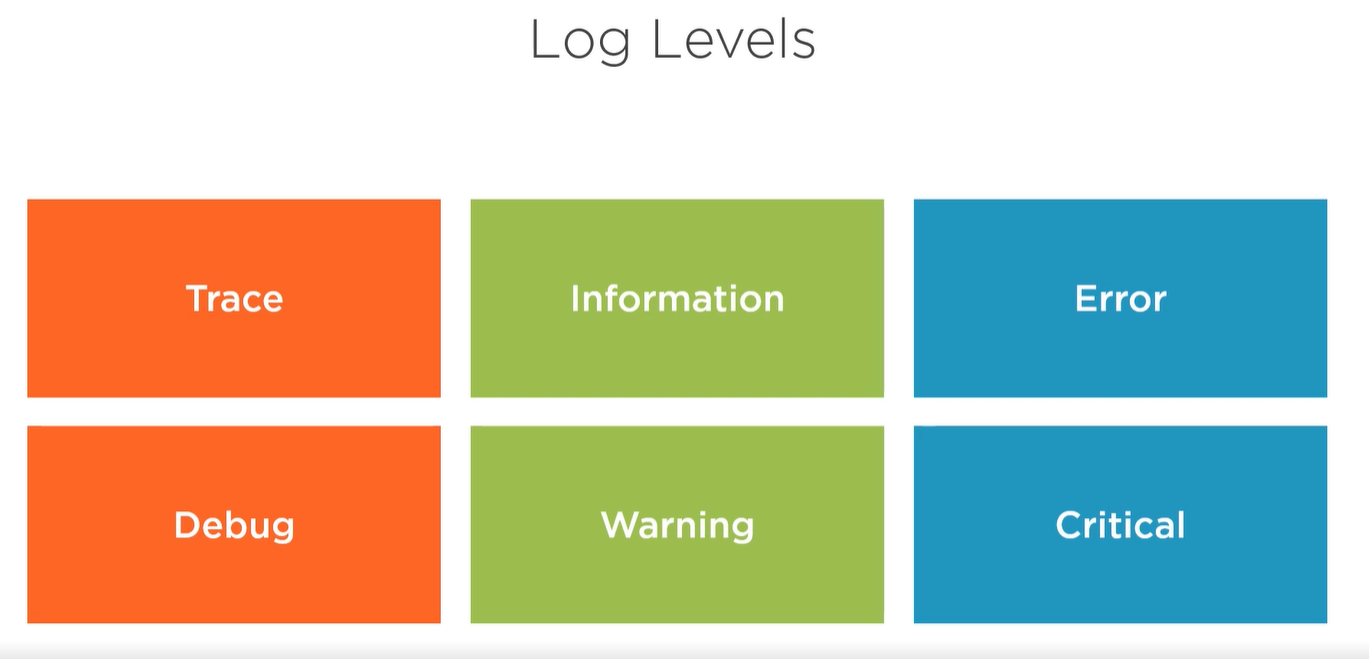 Log Levels
Trace
Information
Error
Debug
Warning
Critical